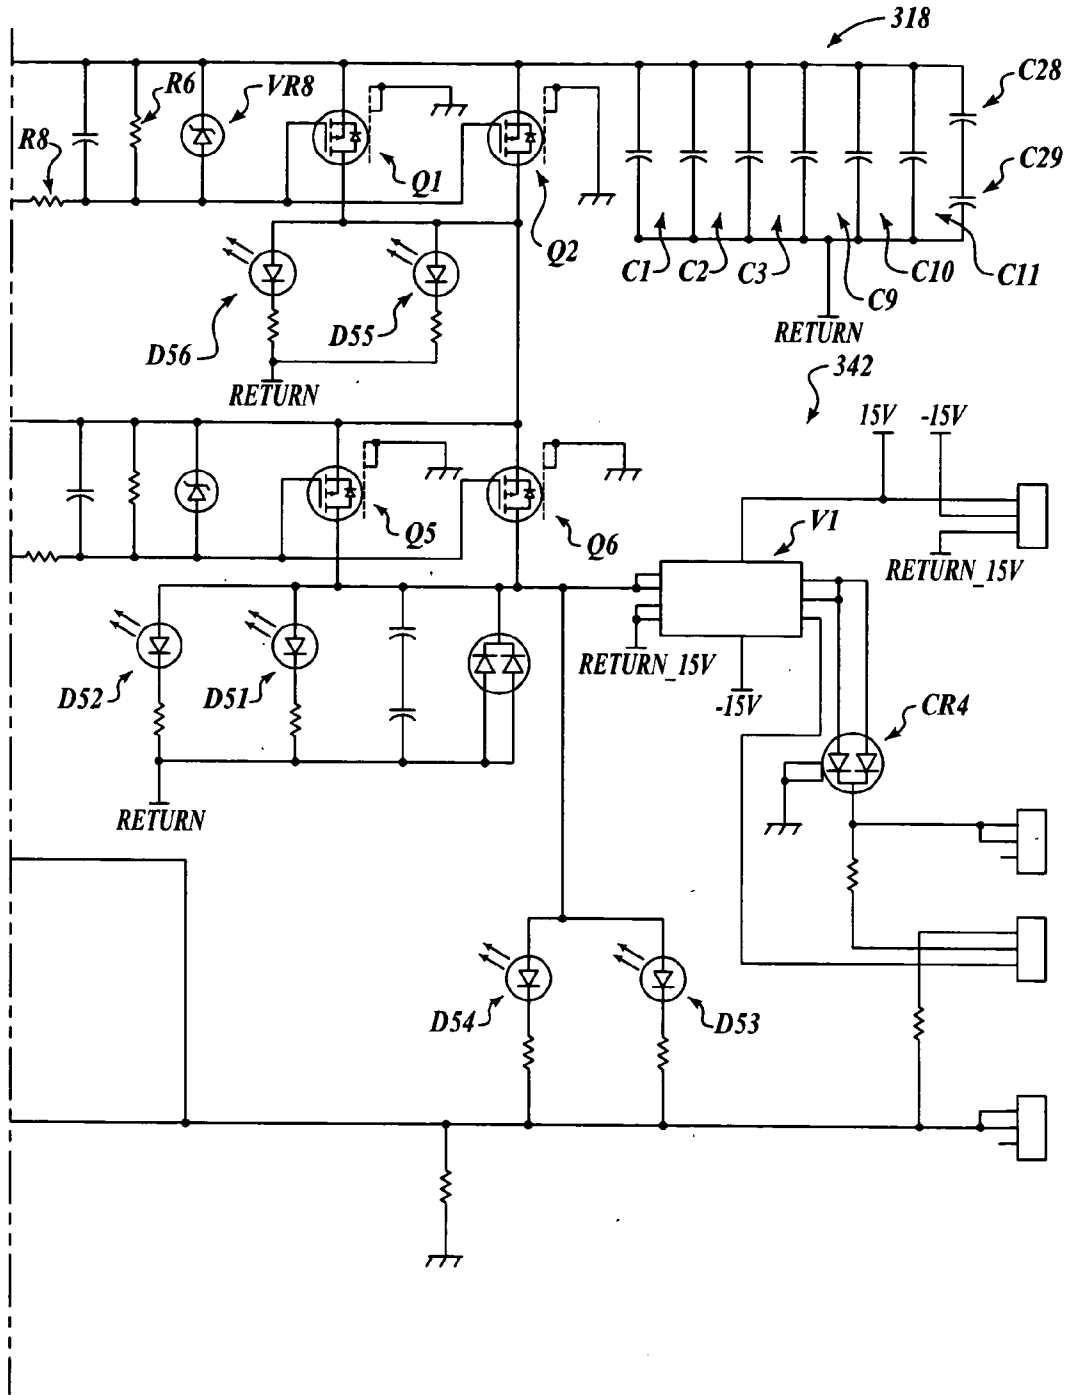 318
R6
VR8
C28
R8
Q1
C29
Q2
C1
C2
C3
C10
C11
C9
D56
D55
RETURN
RETURN
342
15V
-15V
Q5
Q6
V1
RETURN_15V
RETURN_15V
D52
D51
-15V
CR4
RETURN
D54
D53